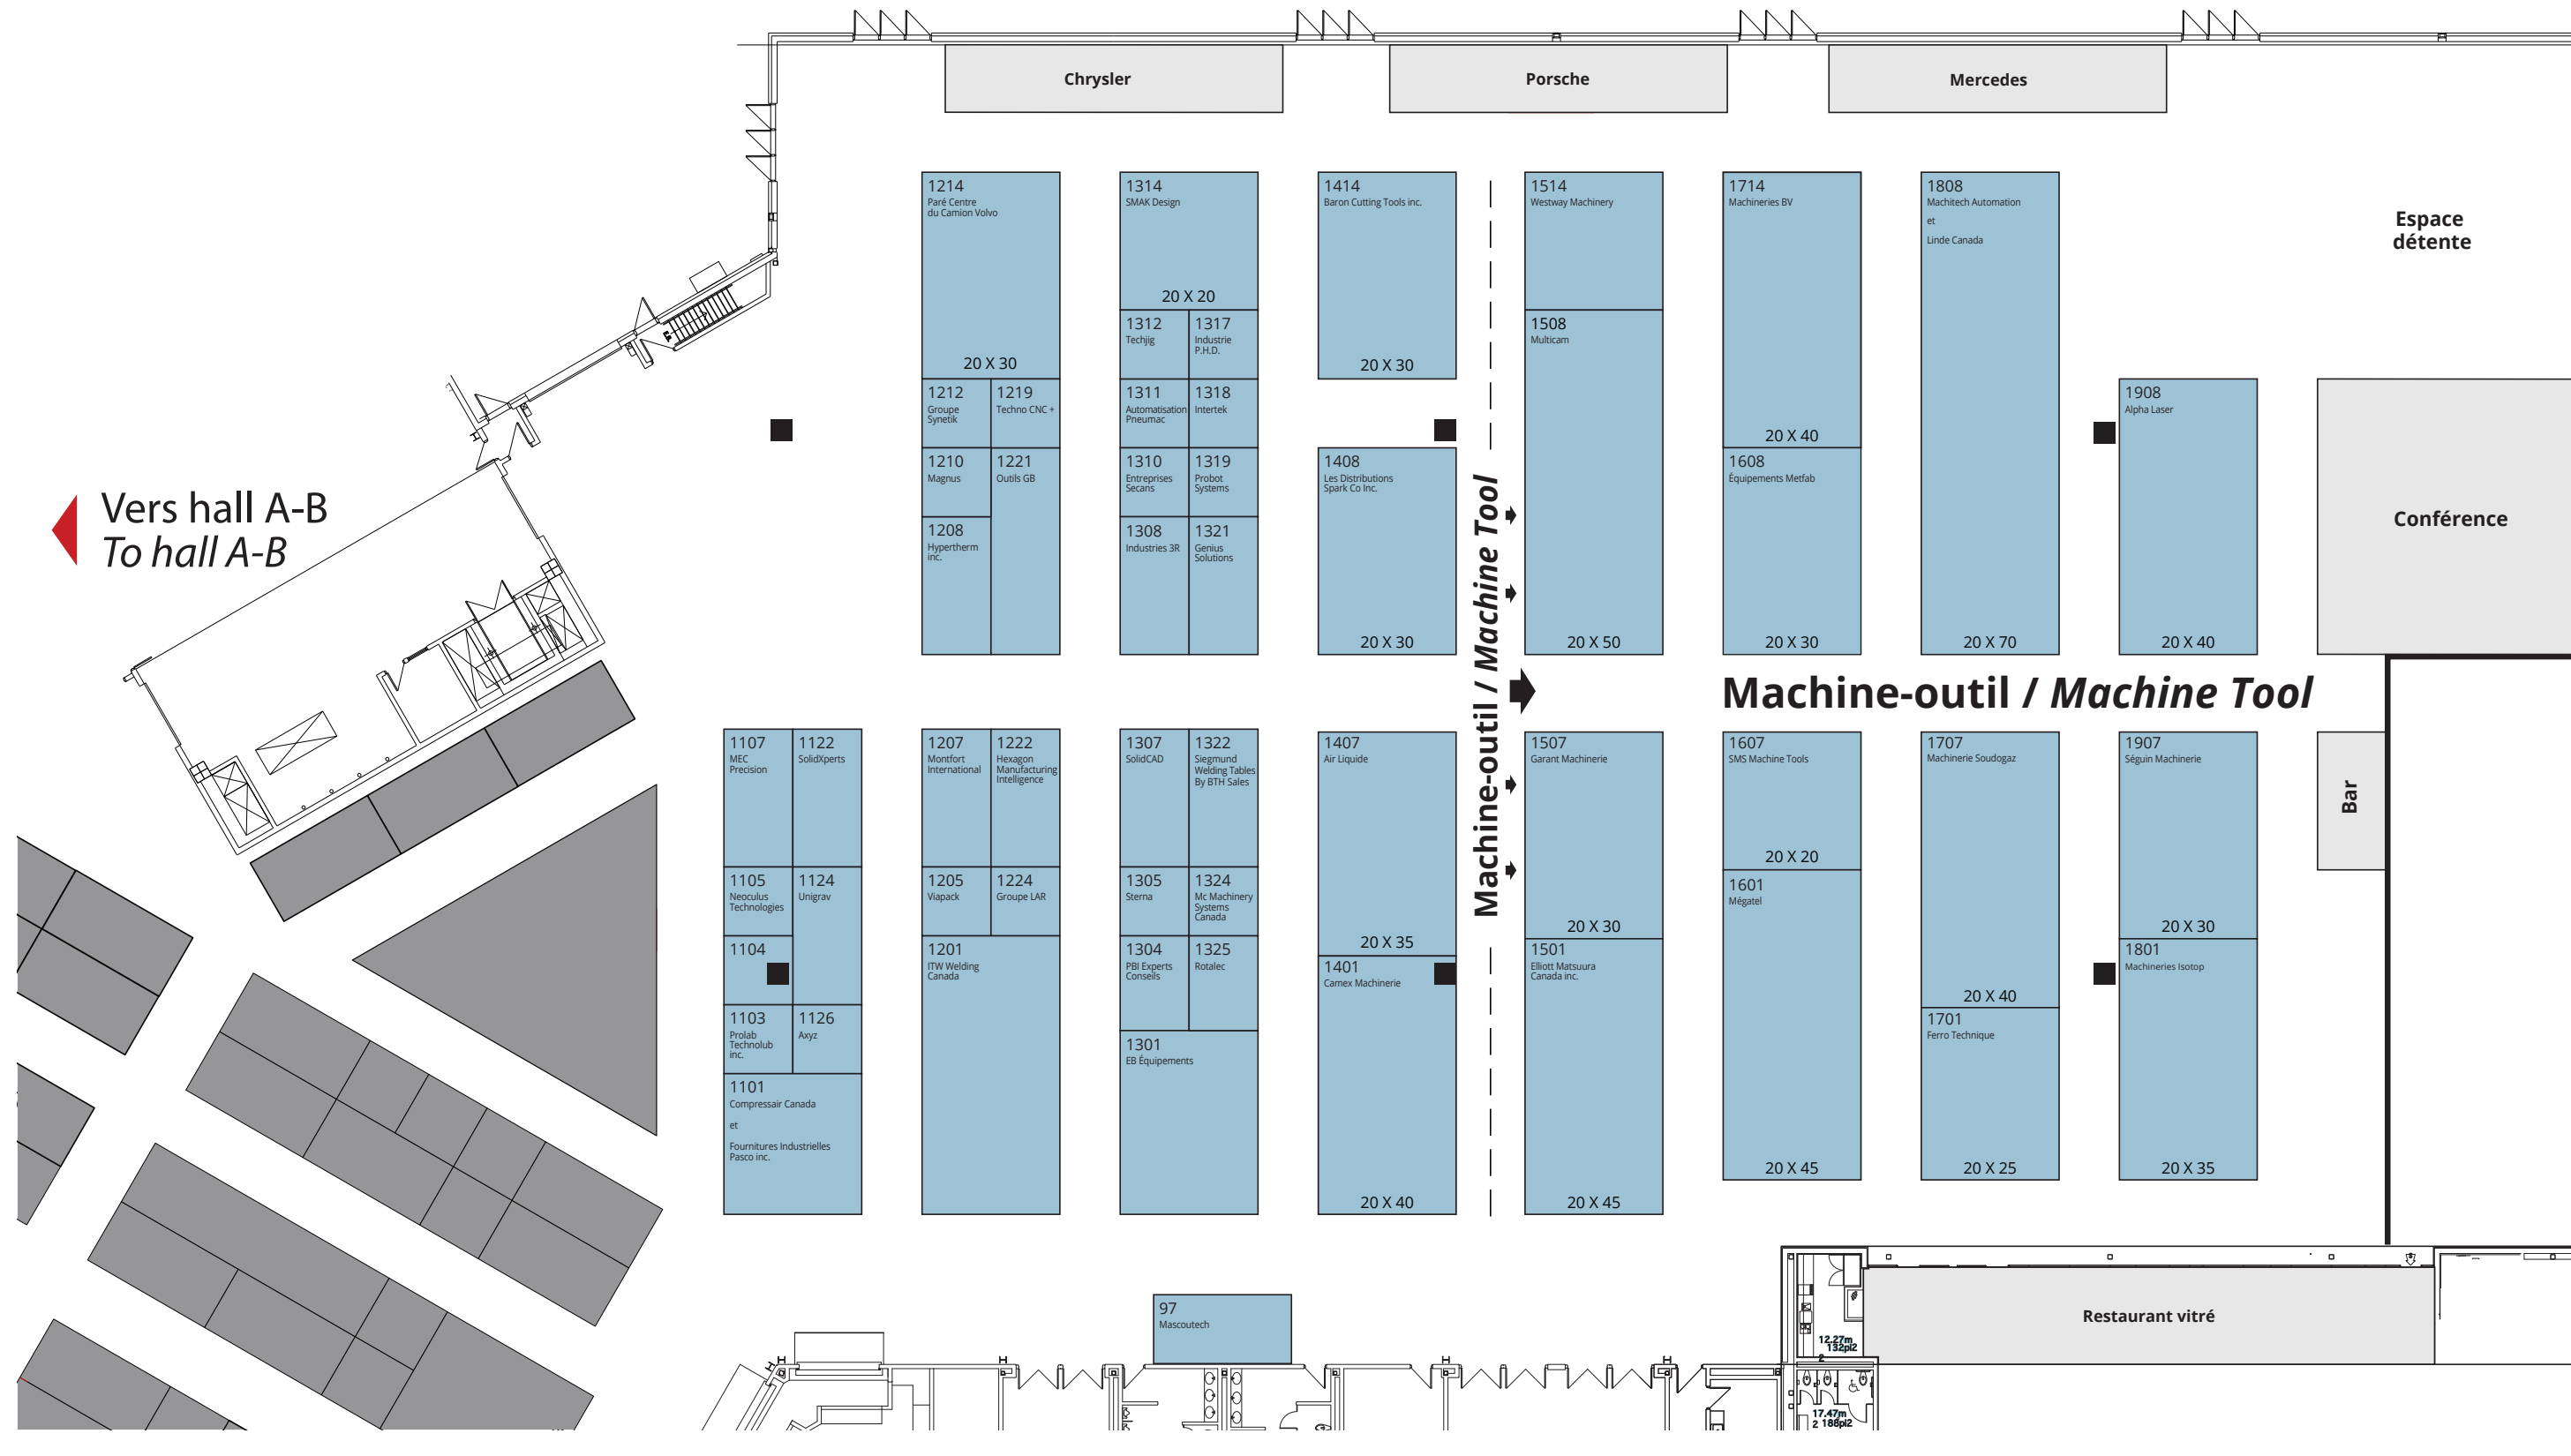 Chrysler
Porsche
Mercedes
1214
Paré Centre
du Camion Volvo
20 X 30
1314
SMAK Design
20 X 20
1414
Baron Cutting Tools inc.
20 X 30
1514
Westway Machinery
1714
Machineries BV
20 X 40
1808
Machitech Automation
et
Linde Canada
20 X 70
Espace
détente
1312
Techjig
1317
Industrie
P.H.D.
1508
Multicam
20 X 50
1212
Groupe
Synetik
1219
Techno CNC +
1311
Automatisation
Pneumac
1318
Intertek
1908
Alpha Laser
20 X 40
1210
Magnus
1221
Outils GB
1310
Entreprises
Secans
1319
Probot
Systems
1408
Les Distributions
Spark Co Inc.
20 X 30
1608
Équipements Metfab
20 X 30
Conférence
Vers hall A-B
To hall A-B
1208
Hypertherm
inc.
1308
Industries 3R
1321
Genius
Solutions
Machine-outil / Machine Tool
Machine-outil / Machine Tool
1107
MEC
Precision
1122
SolidXperts
1207
Montfort
International
1222
Hexagon
Manufacturing
Intelligence
1307
SolidCAD
1322
Siegmund
Welding Tables
By BTH Sales
1407
Air Liquide
20 X 35
1507
Garant Machinerie
20 X 30
1607
SMS Machine Tools
20 X 20
1707
Machinerie Soudogaz
20 X 40
1907
Séguin Machinerie
20 X 30
Bar
1105
Neoculus
Technologies
1124
Unigrav
1205
Viapack
1224
Groupe LAR
1305
Sterna
1324
Mc Machinery
Systems
Canada
1601
Mégatel
20 X 45
1104
1201
ITW Welding
Canada
1304
PBI Experts
Conseils
1325
Rotalec
1401
Camex Machinerie
20 X 40
1501
Elliott Matsuura
Canada inc.
20 X 45
1801
Machineries Isotop
20 X 35
1103
Prolab
Technolub
inc.
1126
Axyz
1301
EB Équipements
1701
Ferro Technique
20 X 25
1101
Compressair Canada
et
Fournitures Industrielles
Pasco inc.
97
Mascoutech
Restaurant vitré
12.27m
2 132pi2
17.47m
2 188pi2